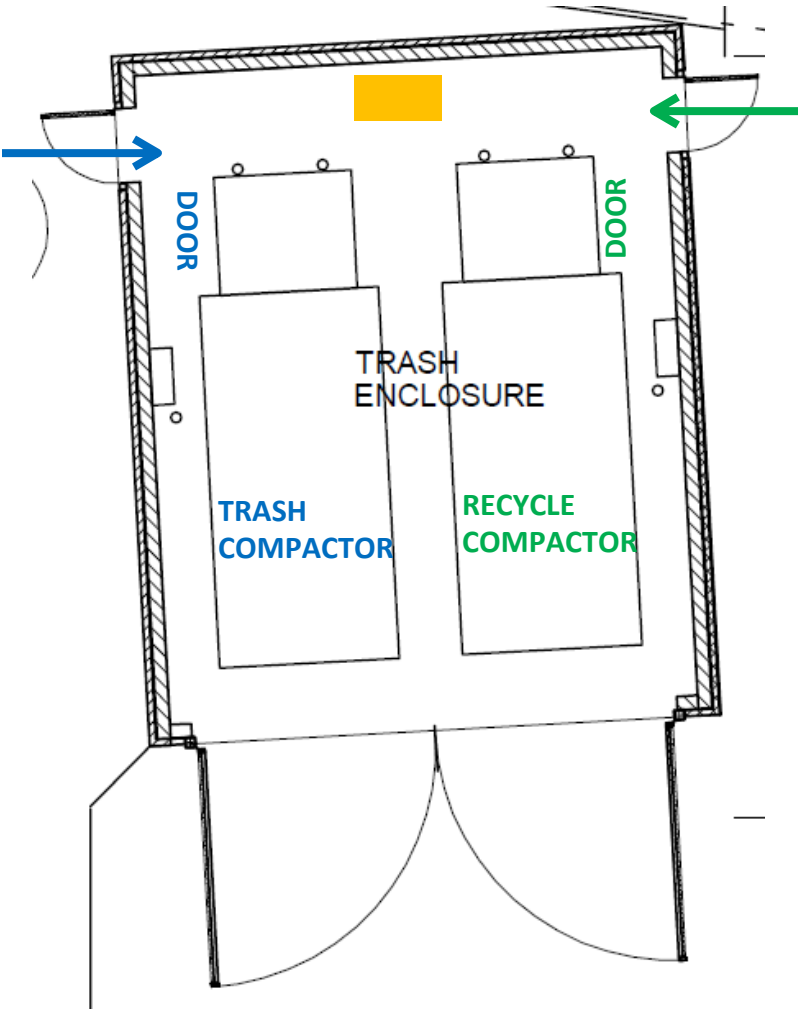 DOOR
DOOR
TRASH
ENCLOSURE
TRASH
COMPACTOR
RECYCLE
COMPACTOR